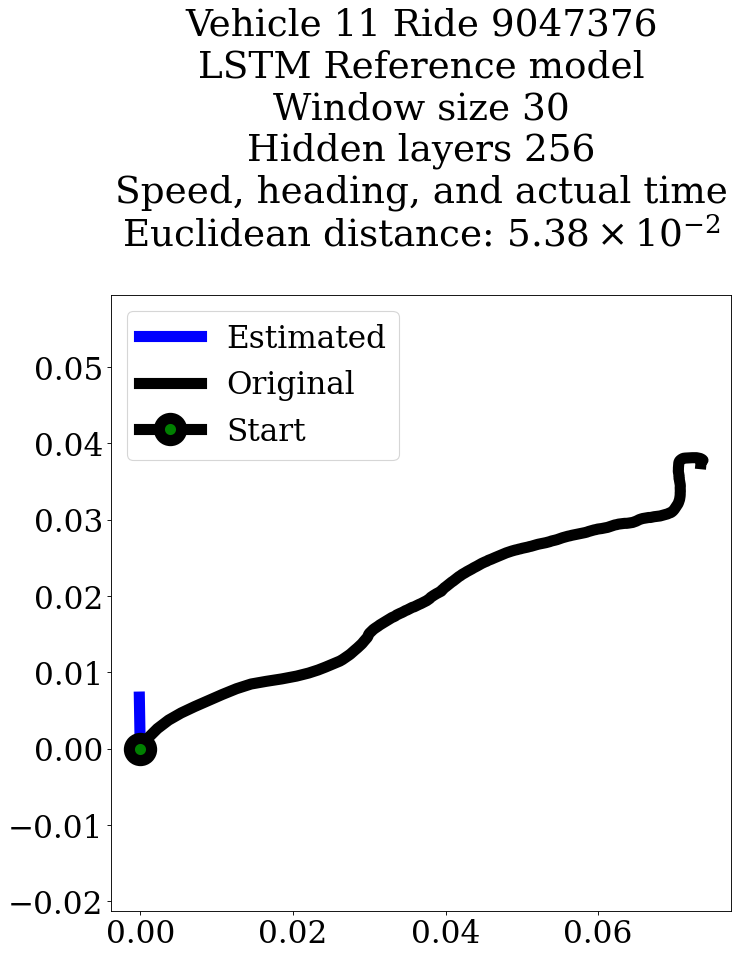 Vehicle 11 Ride 9047376
LSTM Reference model
Window size 30
Hidden layers 256
Speed, heading, and actual time
Euclidean distance: 5.38 × 10⁻²
Estimated
Original
Start
0.05
0.04
0.03
0.02
0.01
0.00
−0.01
−0.02
0.00 0.02 0.04 0.06